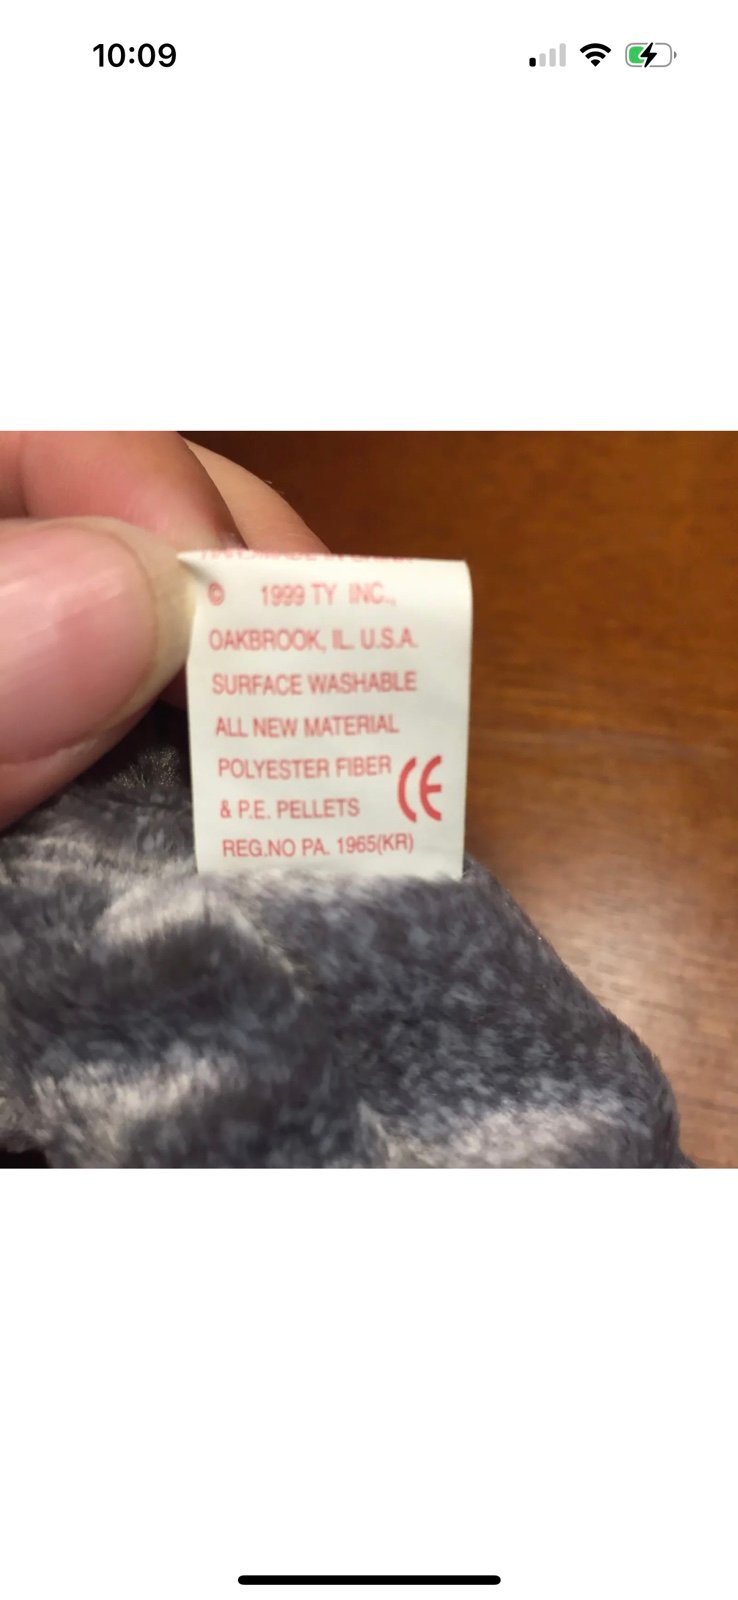 10:09
© 1999 TY INC.,
OAKBROOK, IL. U.S.A.
SURFACE WASHABLE
ALL NEW MATERIAL
POLYESTER FIBER
& P.E. PELLETS
CE
REG.NO PA. 1965(KR)